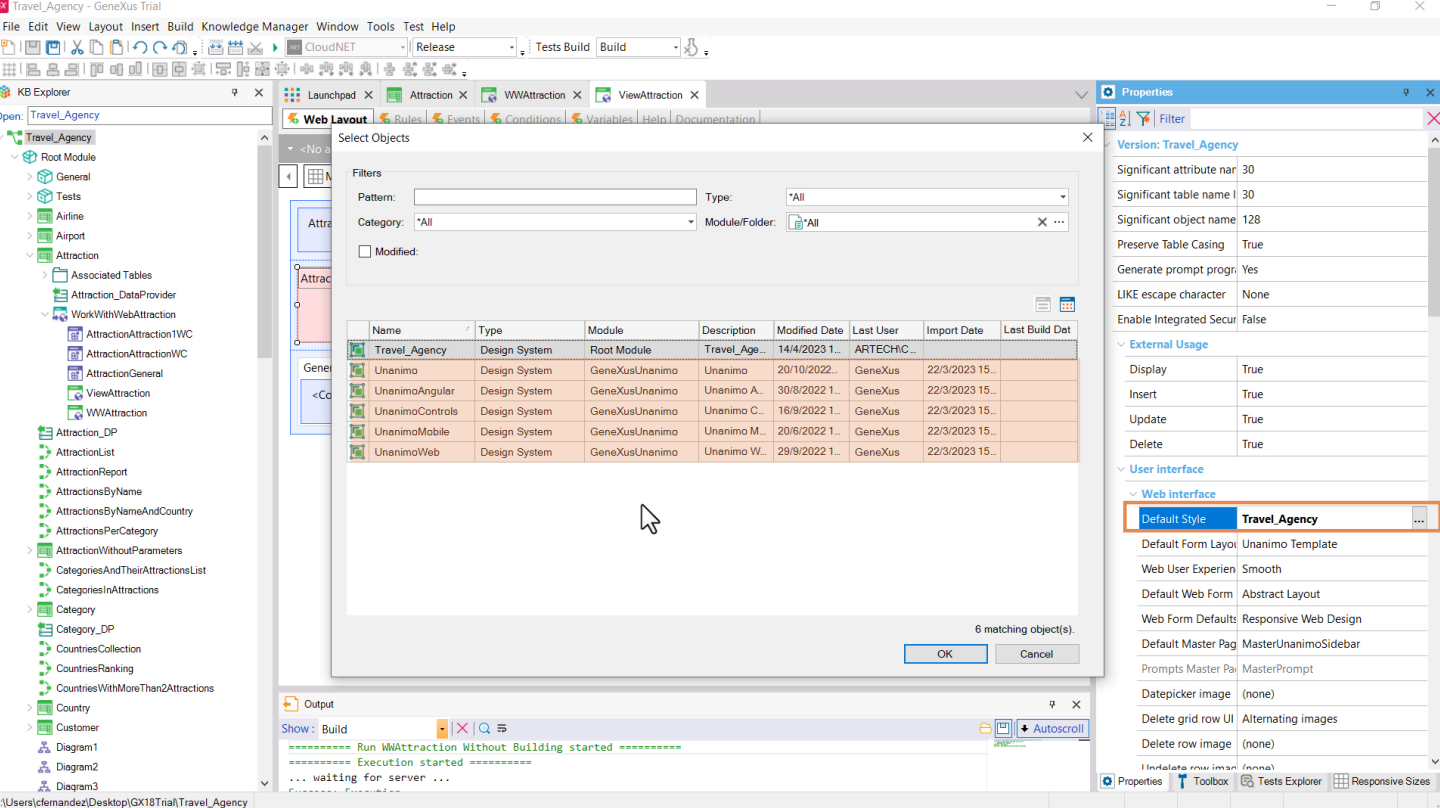 Travel_Agency - GeneXus Trial
File Edit View Layout Insert Build Knowledge Manager Window Tools Test Help
.NET CloudNET Release Tests Build Build
KB Explorer
Open: Travel_Agency
Travel_Agency
Root Module
General
Tests
Airline
Airport
Attraction
Associated Tables
Attraction_DataProvider
WorkWithWebAttraction
AttractionAttraction1WC
AttractionAttractionWC
AttractionGeneral
ViewAttraction
WWAttraction
Attraction_DP
AttractionList
AttractionReport
AttractionsByName
AttractionsByNameAndCountry
AttractionsPerCategory
AttractionWithoutParameters
CategoriesAndTheirAttractionsList
CategoriesInAttractions
Category
Category_DP
CountriesCollection
CountriesRanking
CountriesWithMoreThan2Attractions
Country
Customer
Diagram1
Diagram2
Diagram3
:\Users\cfernandez\Desktop\GX18Trial\Travel_Agency
Launchpad Attraction WWAttraction ViewAttraction
Web Layout Rules Events Conditions Variables Help Documentation
<No a
M
Attra
Attrac
Gener
<Co
Select Objects
Filters
Pattern: Type: *All
Category: *All Module/Folder: *All
Modified:
Name Type Module Description Modified Date Last User Import Date Last Build Dat
Travel_Agency Design System Root Module Travel_Age... 14/4/2023 1... ARTECH\C...
Unanimo Design System GeneXusUnanimo Unanimo 20/10/2022... GeneXus 22/3/2023 15...
UnanimoAngular Design System GeneXusUnanimo Unanimo A... 30/8/2022 1... GeneXus 22/3/2023 15...
UnanimoControls Design System GeneXusUnanimo Unanimo C... 16/9/2022 1... GeneXus 22/3/2023 15...
UnanimoMobile Design System GeneXusUnanimo Unanimo M... 20/6/2022 1... GeneXus 22/3/2023 15...
UnanimoWeb Design System GeneXusUnanimo Unanimo W... 29/9/2022 1... GeneXus 22/3/2023 15...
6 matching object(s).
OK Cancel
Output
Show: Build Autoscroll
========== Run WWAttraction Without Building started ==========
========== Execution started ==========
... waiting for server ...
Success: Execution
Properties
Filter
Version: Travel_Agency
Significant attribute nar 30
Significant table name l 30
Significant object name 128
Preserve Table Casing True
Generate prompt progra Yes
LIKE escape character None
Enable Integrated Secur False
External Usage
Display True
Insert True
Update True
Delete True
User interface
Web interface
Default Style Travel_Agency ...
Default Form Layou Unanimo Template
Web User Experien Smooth
Default Web Form Abstract Layout
Web Form Defaults Responsive Web Design
Default Master Pag MasterUnanimoSidebar
Prompts Master Pa MasterPrompt
Datepicker image (none)
Delete grid row UI Alternating images
Delete row image (none)
Undelete row imag (none)
Properties Toolbox Tests Explorer Responsive Sizes